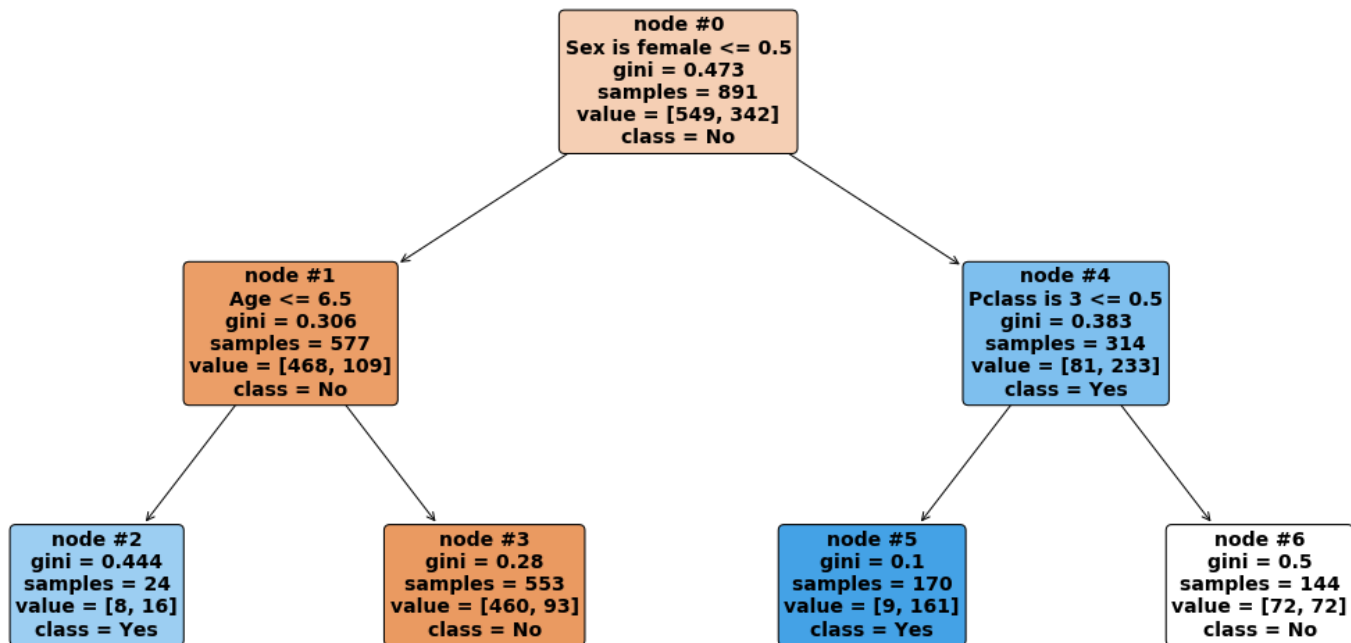 node #0
Sex is female <= 0.5
gini = 0.473
samples = 891
value = [549, 342]
class = No
node #1
Age <= 6.5
gini = 0.306
samples = 577
value = [468, 109]
class = No
node #4
Pclass is 3 <= 0.5
gini = 0.383
samples = 314
value = [81, 233]
class = Yes
node #2
gini = 0.444
samples = 24
value = [8, 16]
class = Yes
node #3
gini = 0.28
samples = 553
value = [460, 93]
class = No
node #5
gini = 0.1
samples = 170
value = [9, 161]
class = Yes
node #6
gini = 0.5
samples = 144
value = [72, 72]
class = No